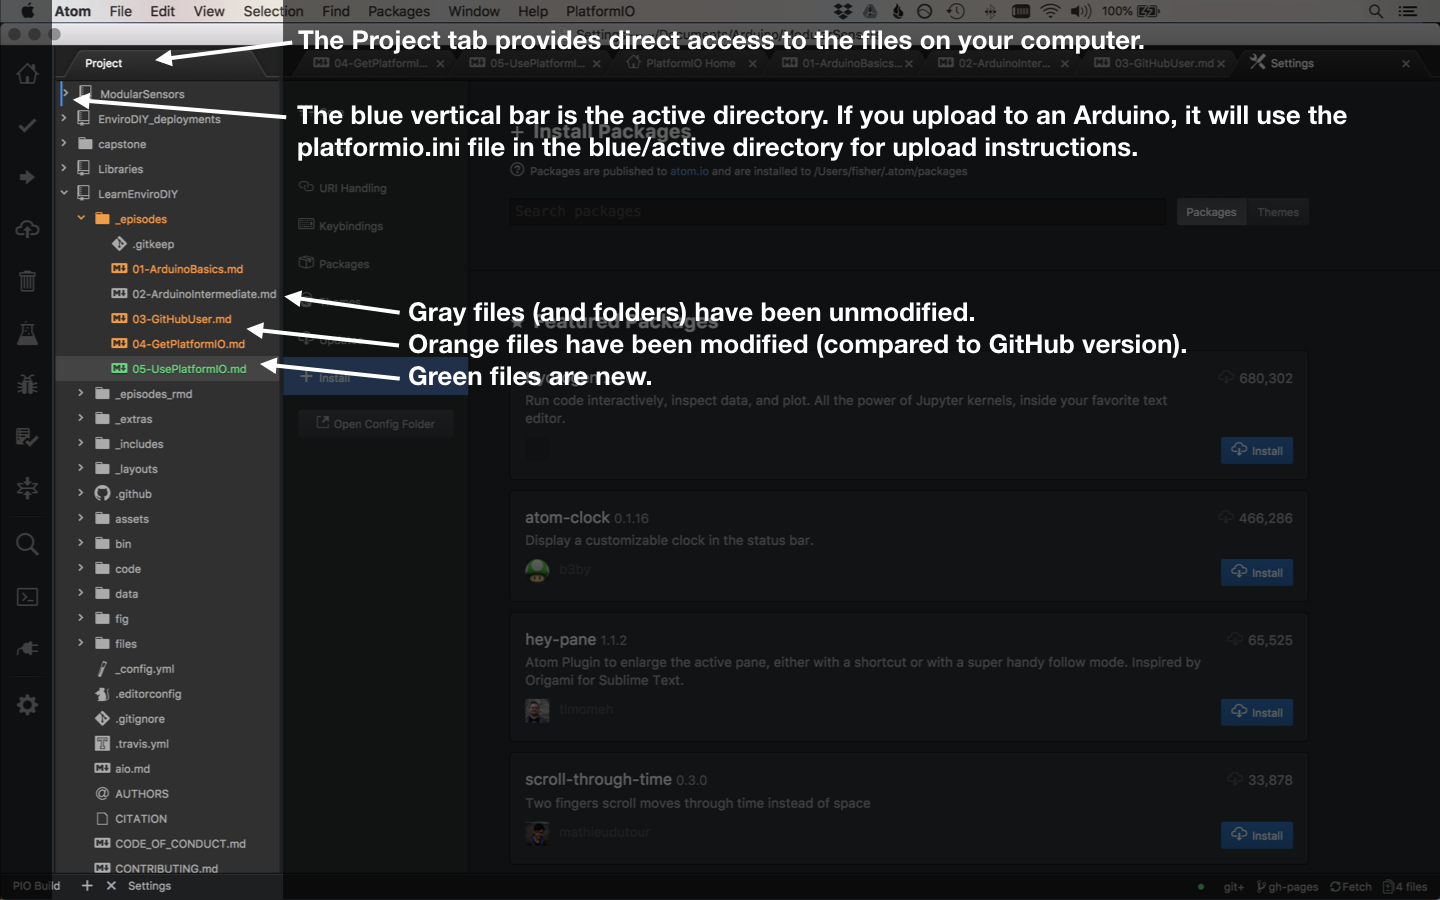 Atom File Edit View Selection Find Packages Window Help PlatformIO 100%
The Project tab provides direct access to the files on your computer.
Project
04-GetPlatformI...
05-UsePlatformI...
PlatformIO Home
01-ArduinoBasics...
02-ArduinoInter...
03-GitHubUser.md
Settings
The blue vertical bar is the active directory. If you upload to an Arduino, it will use the
platformio.ini file in the blue/active directory for upload instructions.
ModularSensors
EnviroDIY_deployments
capstone
Libraries
LearnEnviroDIY
_episodes
.gitkeep
01-ArduinoBasics.md
02-ArduinoIntermediate.md
03-GitHubUser.md
04-GetPlatformIO.md
05-UsePlatformIO.md
_episodes_rmd
_extras
_includes
_layouts
.github
assets
bin
code
data
fig
files
_config.yml
.editorconfig
.gitignore
.travis.yml
aio.md
AUTHORS
CITATION
CODE_OF_CONDUCT.md
CONTRIBUTING.md
Gray files (and folders) have been unmodified.
Orange files have been modified (compared to GitHub version).
Green files are new.
URI Handling
Keybindings
Packages
Install
Open Config Folder
Install Packages
Packages are published to atom.io and are installed to /Users/fisher/.atom/packages
Search packages
Packages
Themes
Featured Packages
680,302
Run code interactively, inspect data, and plot. All the power of Jupyter kernels, inside your favorite text
editor.
Install
atom-clock 0.1.16
466,286
Display a customizable clock in the status bar.
b3by
Install
hey-pane 1.1.2
65,525
Atom Plugin to enlarge the active pane, either with a shortcut or with a super handy follow mode. Inspired by
Origami for Sublime Text.
timomeh
Install
scroll-through-time 0.3.0
33,878
Two fingers scroll moves through time instead of space
mathieudutour
Install
PIO Build
Settings
git+
gh-pages
Fetch
4 files